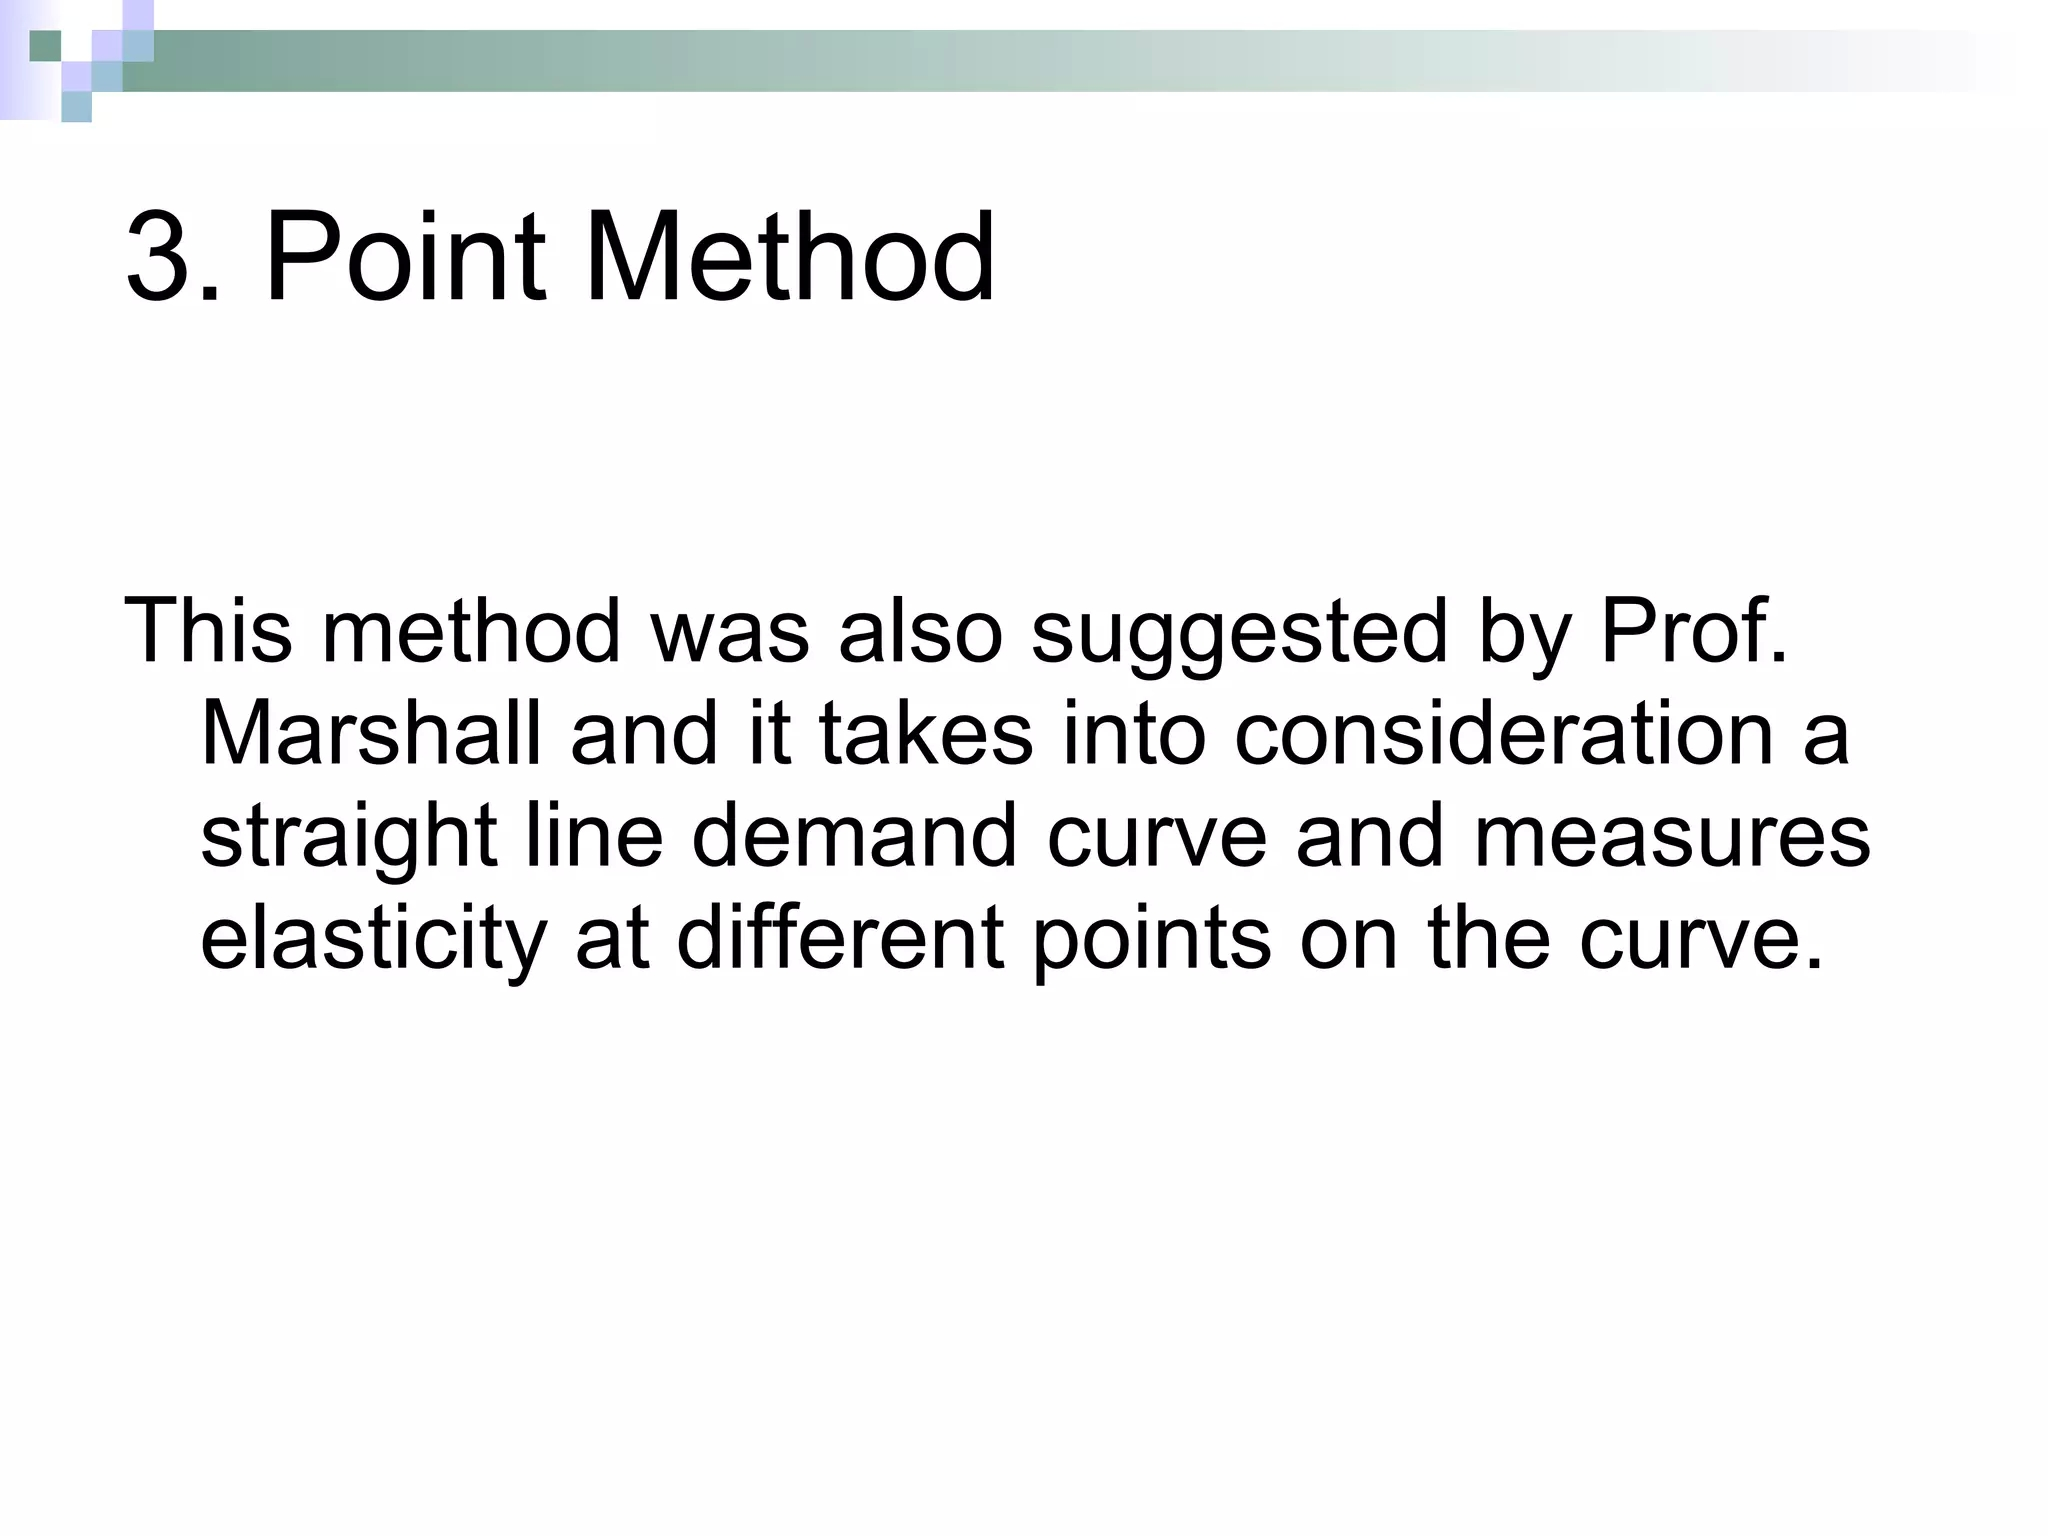 3. Point Method
This method was also suggested by Prof.
Marshall and it takes into consideration a
straight line demand curve and measures
elasticity at different points on the curve.